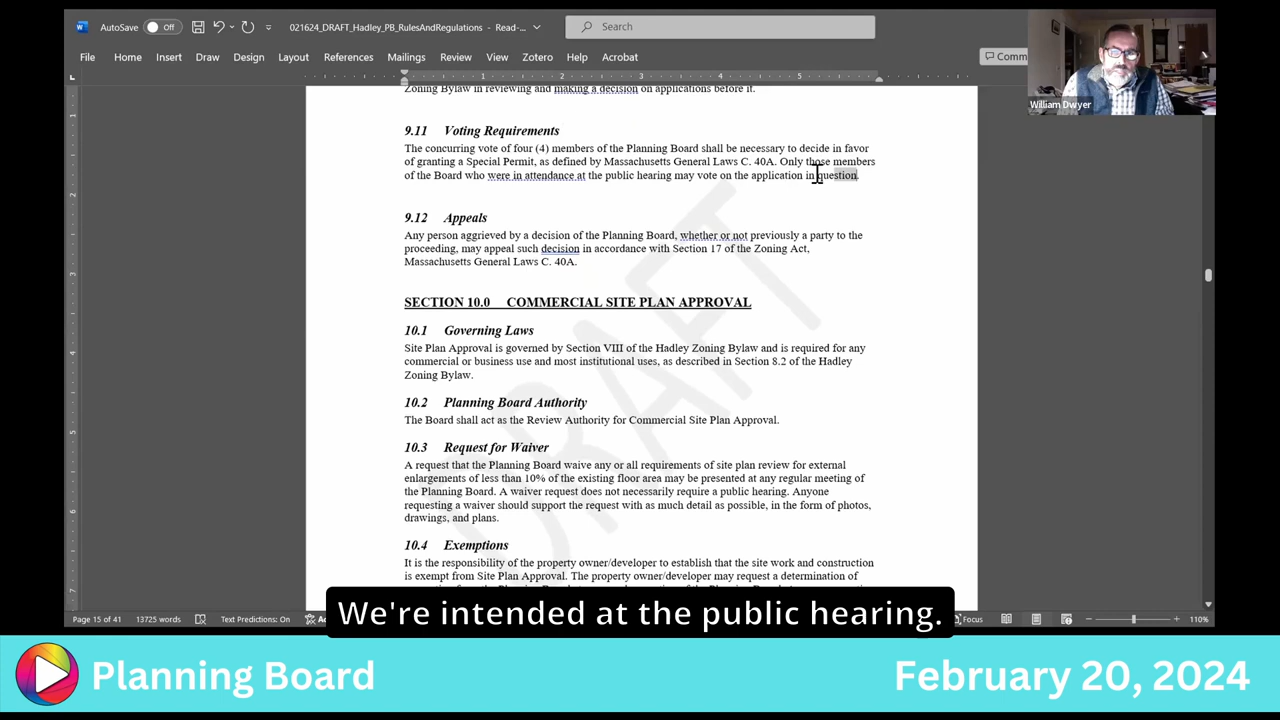 AutoSave Off 021624_DRAFT_Hadley_PB_RulesAndRegulations - Read-... Search
File Home Insert Draw Design Layout References Mailings Review View Zotero Help Acrobat Comm
William Dwyer
Zoning Bylaw in reviewing and making a decision on applications before it.
9.11 Voting Requirements
The concurring vote of four (4) members of the Planning Board shall be necessary to decide in favor
of granting a Special Permit, as defined by Massachusetts General Laws C. 40A. Only those members
of the Board who were in attendance at the public hearing may vote on the application in question.
9.12 Appeals
Any person aggrieved by a decision of the Planning Board, whether or not previously a party to the
proceeding, may appeal such decision in accordance with Section 17 of the Zoning Act,
Massachusetts General Laws C. 40A.
SECTION 10.0 COMMERCIAL SITE PLAN APPROVAL
10.1 Governing Laws
Site Plan Approval is governed by Section VIII of the Hadley Zoning Bylaw and is required for any
commercial or business use and most institutional uses, as described in Section 8.2 of the Hadley
Zoning Bylaw.
10.2 Planning Board Authority
The Board shall act as the Review Authority for Commercial Site Plan Approval.
10.3 Request for Waiver
A request that the Planning Board waive any or all requirements of site plan review for external
enlargements of less than 10% of the existing floor area may be presented at any regular meeting of
the Planning Board. A waiver request does not necessarily require a public hearing. Anyone
requesting a waiver should support the request with as much detail as possible, in the form of photos,
drawings, and plans.
10.4 Exemptions
It is the responsibility of the property owner/developer to establish that the site work and construction
is exempt from Site Plan Approval. The property owner/developer may request a determination of
DRAFT
We're intended at the public hearing.
Page 15 of 41 13725 words Text Predictions: On Focus 110%
Planning Board February 20, 2024